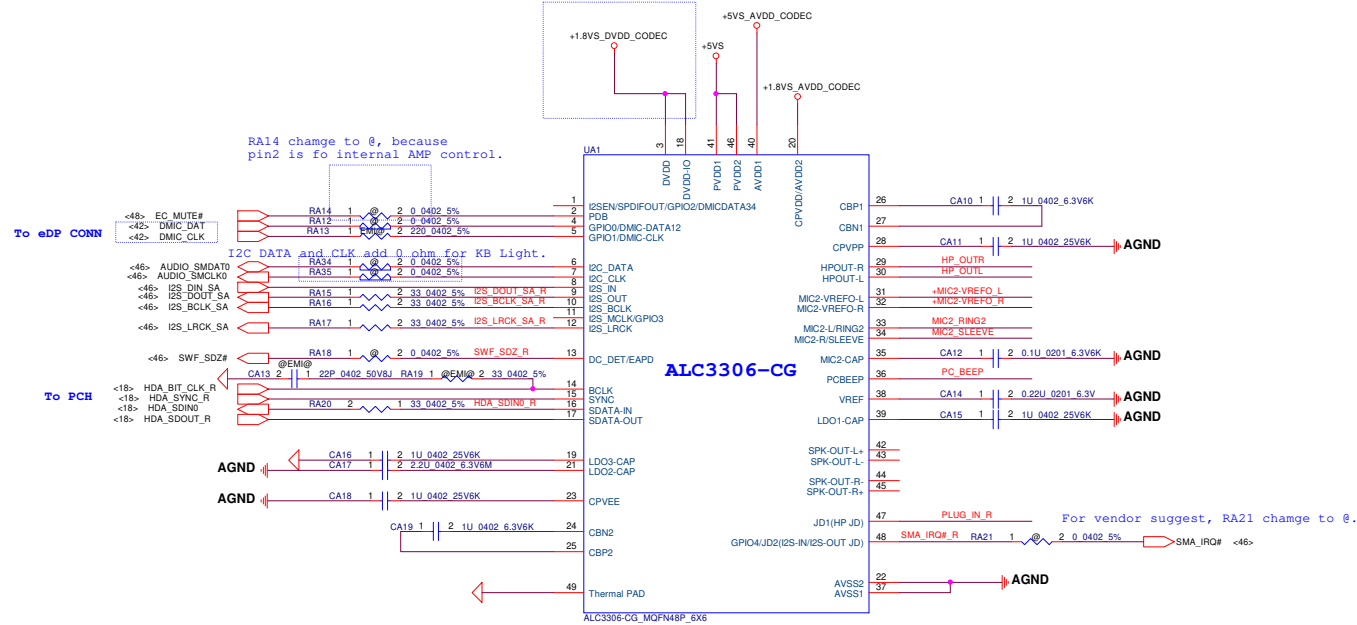 +5VS_AVDD_CODEC
+1.8VS_DVDD_CODEC
+5VS
+1.8VS_AVDD_CODEC
RA14 chamge to @, because
pin2 is fo internal AMP control.
UA1
3 18 41 46 40 20
DVDD DVDD-IO PVDD1 PVDD2 AVDD1 CPVDD/AVDD2
1 I2SEN/SPDIFOUT/GPIO2/DMICDATA34
<48> EC_MUTE# RA14 1 @ 2 0_0402_5% 2 PDB
To eDP CONN
<42> DMIC_DAT RA12 1 @ 2 0_0402_5% 4 GPIO0/DMIC-DATA12
<42> DMIC_CLK RA13 1 EMI@ 2 220_0402_5% 5 GPIO1/DMIC-CLK
I2C DATA and CLK add 0 ohm for KB Light.
<46> AUDIO_SMDAT0 RA34 1 @ 2 0_0402_5% 6 I2C_DATA
<46> AUDIO_SMCLK0 RA35 1 @ 2 0_0402_5% 7 I2C_CLK
<46> I2S_DIN_SA 8 I2S_IN
<46> I2S_DOUT_SA RA15 1 2 33_0402_5% I2S_DOUT_SA_R 9 I2S_OUT
<46> I2S_BCLK_SA RA16 1 2 33_0402_5% I2S_BCLK_SA_R 10 I2S_BCLK
11 I2S_MCLK/GPIO3
<46> I2S_LRCK_SA RA17 1 2 33_0402_5% I2S_LRCK_SA_R 12 I2S_LRCK
<46> SWF_SDZ# RA18 1 @ 2 0_0402_5% SWF_SDZ_R 13 DC_DET/EAPD
@EMI@
CA13 2 1 22P_0402_50V8J RA19 1 @EMI@ 2 33_0402_5%
To PCH
<18> HDA_BIT_CLK_R 14 BCLK
<18> HDA_SYNC_R 15 SYNC
<18> HDA_SDIN0 RA20 2 1 33_0402_5% HDA_SDIN0_R 16 SDATA-IN
<18> HDA_SDOUT_R 17 SDATA-OUT
CA16 1 2 1U_0402_25V6K 19 LDO3-CAP
AGND CA17 1 2 2.2U_0402_6.3V6M 21 LDO2-CAP
AGND CA18 1 2 1U_0402_25V6K 23 CPVEE
CA19 1 2 1U_0402_6.3V6K 24 CBN2
25 CBP2
49 Thermal PAD
ALC3306-CG
CBP1 26 CA10 1 2 1U_0402_6.3V6K
CBN1 27
CPVPP 28 CA11 1 2 1U_0402_25V6K AGND
HPOUT-R 29 HP_OUTR
HPOUT-L 30 HP_OUTL
MIC2-VREFO-L 31 +MIC2-VREFO_L
MIC2-VREFO-R 32 +MIC2-VREFO_R
MIC2-L/RING2 33 MIC2_RING2
MIC2-R/SLEEVE 34 MIC2_SLEEVE
MIC2-CAP 35 CA12 1 2 0.1U_0201_6.3V6K AGND
PCBEEP 36 PC_BEEP
VREF 38 CA14 1 2 0.22U_0201_6.3V AGND
LDO1-CAP 39 CA15 1 2 1U_0402_25V6K AGND
SPK-OUT-L+ 42
SPK-OUT-L- 43
SPK-OUT-R- 44
SPK-OUT-R+ 45
JD1(HP JD) 47 PLUG_IN_R
For vendor suggest, RA21 chamge to @.
GPIO4/JD2(I2S-IN/I2S-OUT JD) 48 SMA_IRQ#_R RA21 1 @ 2 0_0402_5% SMA_IRQ# <46>
AVSS2 22 AGND
AVSS1 37
ALC3306-CG_MQFN48P_6X6